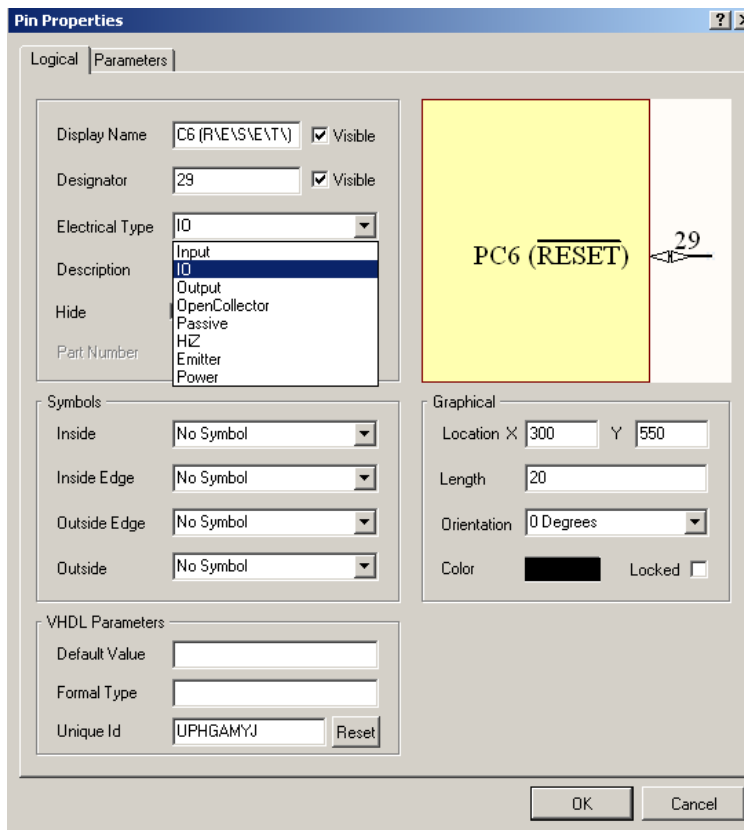 Pin Properties
?
Logical Parameters
Display Name C6 (R\E\S\E\T\) Visible
Designator 29 Visible
Electrical Type IO
Input
IO
Output
OpenCollector
Passive
HiZ
Emitter
Power
Description
Hide
Part Number
PC6 (RESET) 29
Symbols
Inside No Symbol
Inside Edge No Symbol
Outside Edge No Symbol
Outside No Symbol
Graphical
Location X 300 Y 550
Length 20
Orientation 0 Degrees
Color Locked
VHDL Parameters
Default Value
Formal Type
Unique Id UPHGAMYJ Reset
OK Cancel